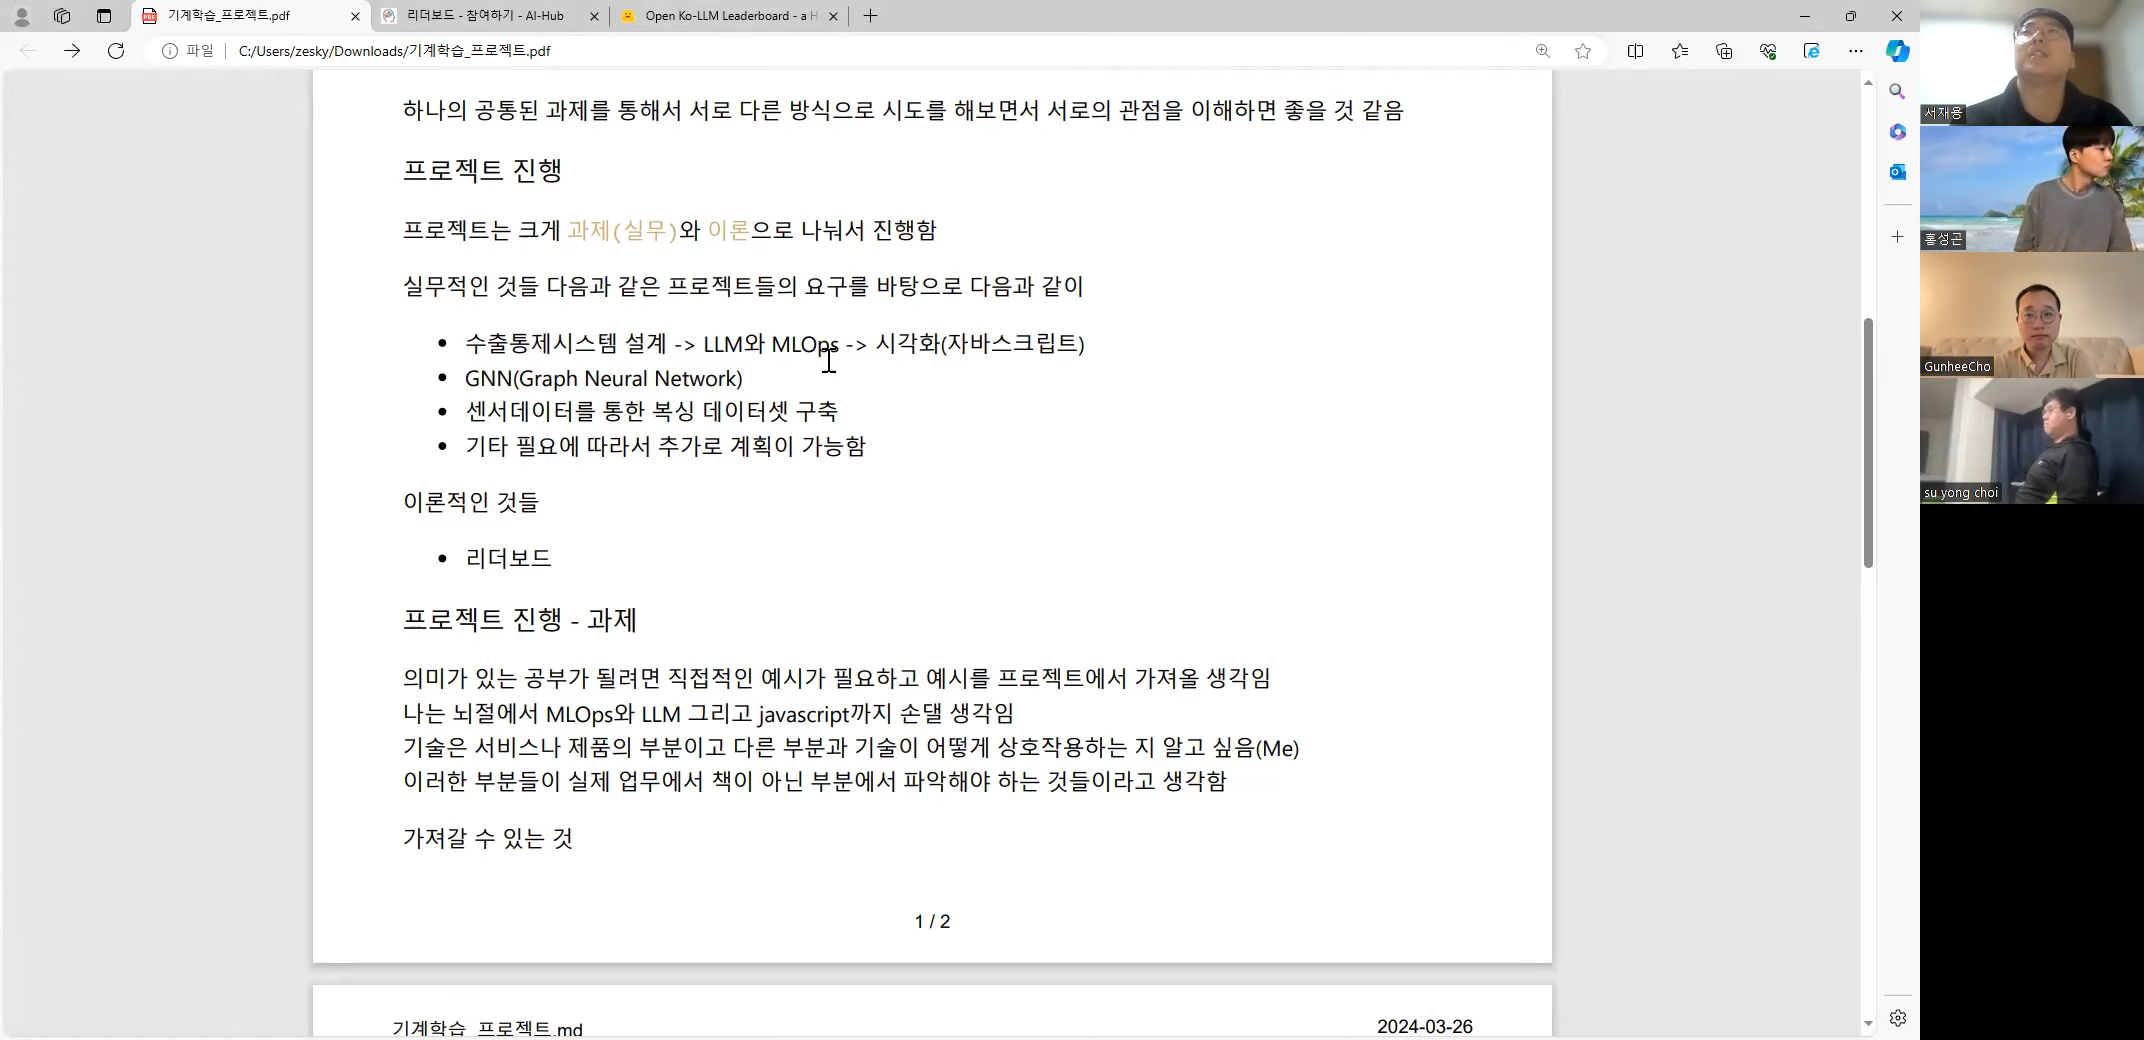 기계학습_프로젝트.pdf
리더보드 - 참여하기 - AI-Hub
Open Ko-LLM Leaderboard - a H
파일
C:/Users/zesky/Downloads/기계학습_프로젝트.pdf
하나의 공통된 과제를 통해서 서로 다른 방식으로 시도를 해보면서 서로의 관점을 이해하면 좋을 것 같음
프로젝트 진행
프로젝트는 크게 과제(실무)와 이론으로 나눠서 진행함
실무적인 것들 다음과 같은 프로젝트들의 요구를 바탕으로 다음과 같이
• 수출통제시스템 설계 -> LLM와 MLOps -> 시각화(자바스크립트)
• GNN(Graph Neural Network)
• 센서데이터를 통한 복싱 데이터셋 구축
• 기타 필요에 따라서 추가로 계획이 가능함
이론적인 것들
• 리더보드
프로젝트 진행 - 과제
의미가 있는 공부가 될려면 직접적인 예시가 필요하고 예시를 프로젝트에서 가져올 생각임
나는 뇌절에서 MLOps와 LLM 그리고 javascript까지 손댈 생각임
기술은 서비스나 제품의 부분이고 다른 부분과 기술이 어떻게 상호작용하는 지 알고 싶음(Me)
이러한 부분들이 실제 업무에서 책이 아닌 부분에서 파악해야 하는 것들이라고 생각함
가져갈 수 있는 것
1 / 2
기계학습_프로젝트.md
2024-03-26
서재용
홍성곤
GunheeCho
su yong choi